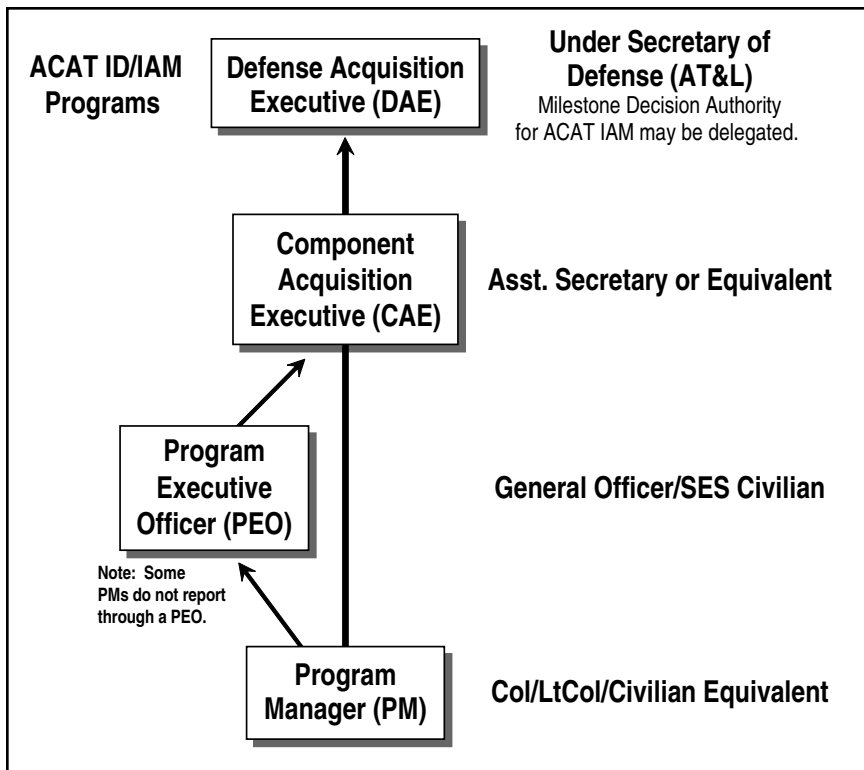 ACAT ID/IAM
Programs
Defense Acquisition
Executive (DAE)
Under Secretary of
Defense (AT&L)
Milestone Decision Authority
for ACAT IAM may be delegated.
Component
Acquisition
Executive (CAE)
Asst. Secretary or Equivalent
Program
Executive
Officer (PEO)
General Officer/SES Civilian
Note: Some
PMs do not report
through a PEO.
Program
Manager (PM)
Col/LtCol/Civilian Equivalent